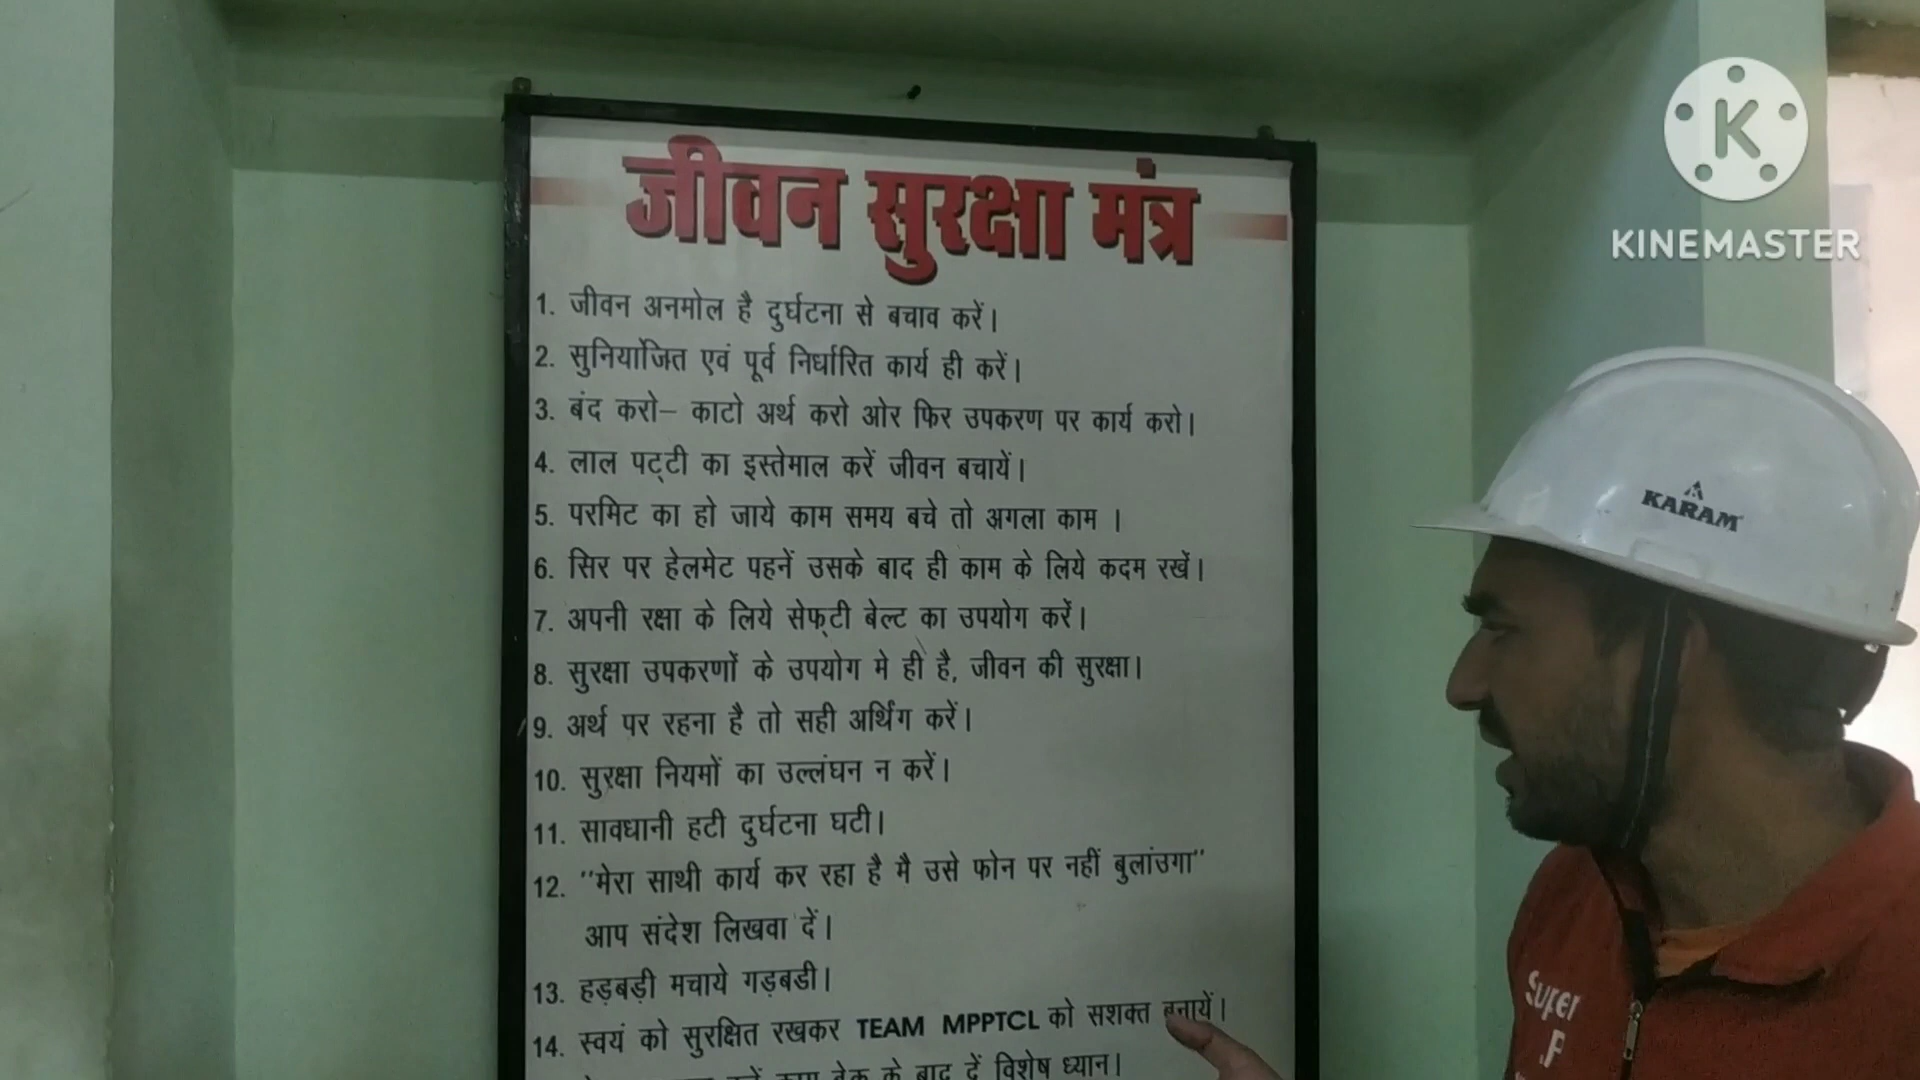 जीवन सुरक्षा मंत्र
1. जीवन अनमोल है दुर्घटना से बचाव करें।
2. सुनियाजित एवं पूर्व निर्धारित कार्य ही करें।
3. बंद करो– काटो अर्थ करो ओर फिर उपकरण पर कार्य करो।
4. लाल पट्टी का इस्तेमाल करें जीवन बचायें।
5. परमिट का हो जाये काम समय बचे तो अगला काम ।
6. सिर पर हेलमेट पहनें उसके बाद ही काम के लिये कदम रखें।
7. अपनी रक्षा के लिये सेफ्टी बेल्ट का उपयोग करें।
8. सुरक्षा उपकरणों के उपयोग मे ही है, जीवन की सुरक्षा।
9. अर्थ पर रहना है तो सही अर्थिंग करें।
10. सुरक्षा नियमों का उल्लंघन न करें।
11. सावधानी हटी दुर्घटना घटी।
12. ''मेरा साथी कार्य कर रहा है मै उसे फोन पर नहीं बुलांउगा''
आप संदेश लिखवा दें।
13. हड़बड़ी मचाये गड़बडी।
14. स्वयं को सुरक्षित रखकर TEAM MPPTCL को सशक्त बनायें।
के बाद दें विशेष ध्यान।
K
KINEMASTER
KARAM
Super